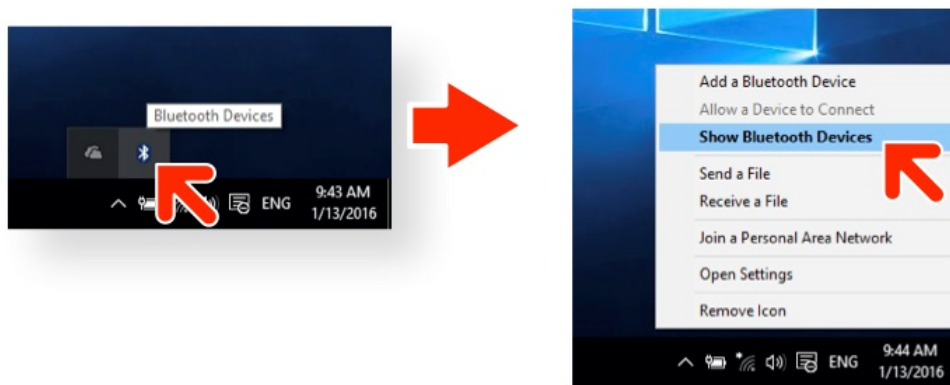 Bluetooth Devices
ENG
9:43 AM
1/13/2016
Add a Bluetooth Device
Allow a Device to Connect
Show Bluetooth Devices
Send a File
Receive a File
Join a Personal Area Network
Open Settings
Remove Icon
ENG
9:44 AM
1/13/2016